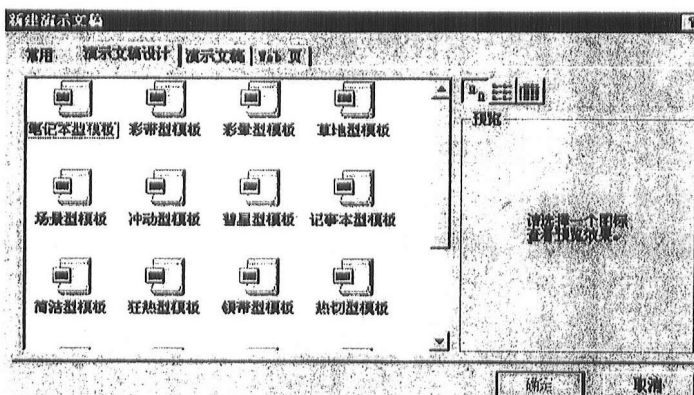 新建演示文稿
常用 演示文稿设计 演示文稿 Web 页
笔记本型模板 彩带型模板 彩晕型模板 草地型模板
预览
场景型模板 冲动型模板 彗星型模板 记事本型模板
请选择一个图标
查看预览效果。
简洁型模板 狂热型模板 领带型模板 热切型模板
确定 取消